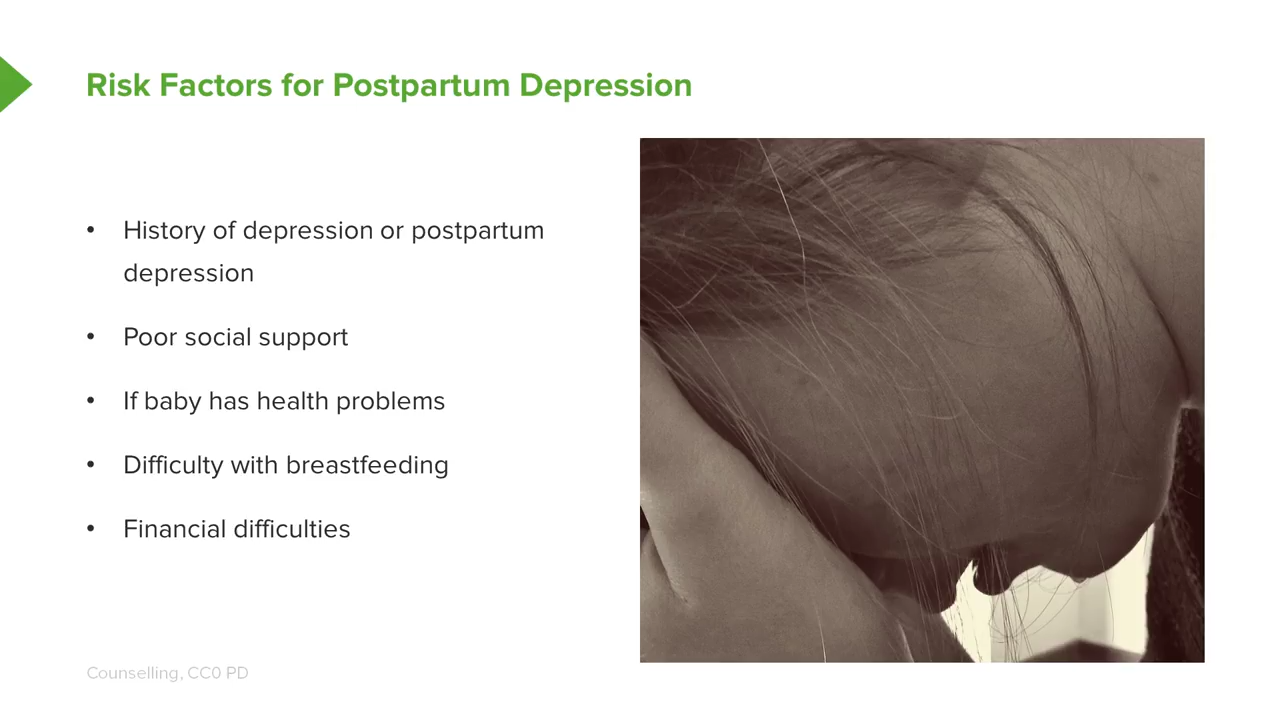 Risk Factors for Postpartum Depression
• History of depression or postpartum
depression
• Poor social support
• If baby has health problems
• Difficulty with breastfeeding
• Financial difficulties
Counselling, CC0 PD